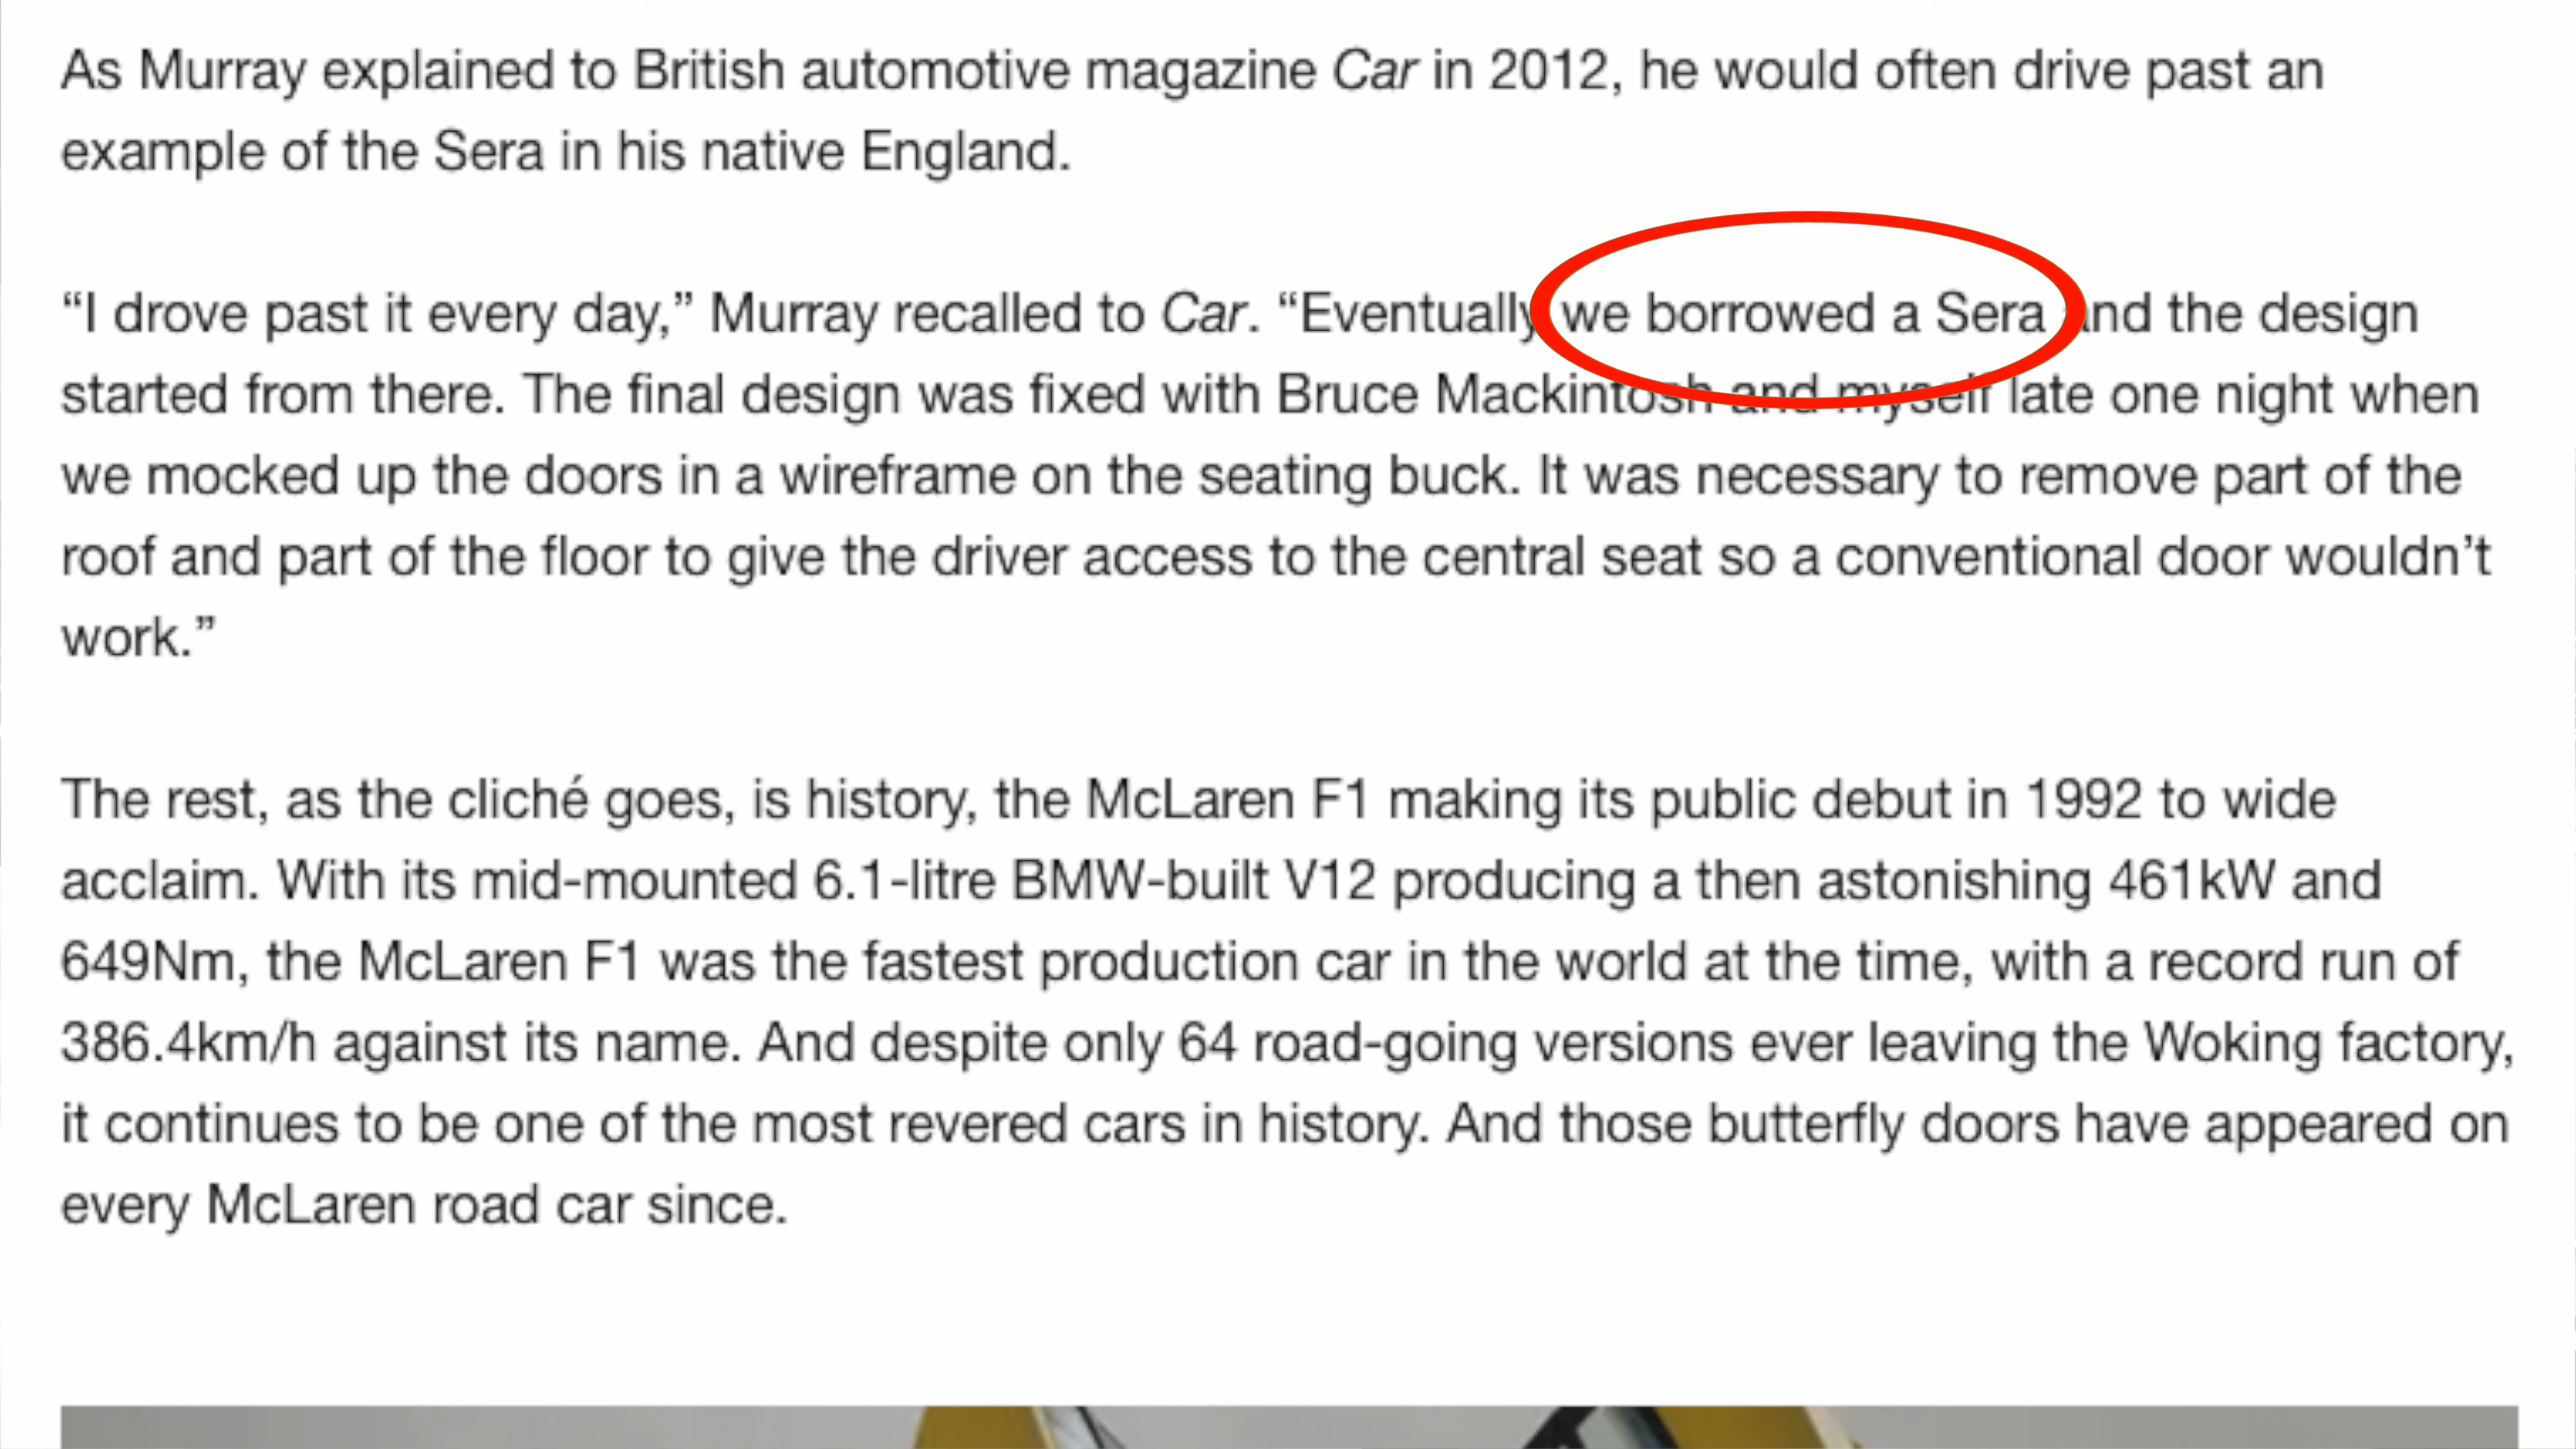 As Murray explained to British automotive magazine Car in 2012, he would often drive past an
example of the Sera in his native England.
“I drove past it every day,” Murray recalled to Car. “Eventually we borrowed a Sera and the design
started from there. The final design was fixed with Bruce Mackintosh and myself late one night when
we mocked up the doors in a wireframe on the seating buck. It was necessary to remove part of the
roof and part of the floor to give the driver access to the central seat so a conventional door wouldn’t
work.”
The rest, as the cliché goes, is history, the McLaren F1 making its public debut in 1992 to wide
acclaim. With its mid-mounted 6.1-litre BMW-built V12 producing a then astonishing 461kW and
649Nm, the McLaren F1 was the fastest production car in the world at the time, with a record run of
386.4km/h against its name. And despite only 64 road-going versions ever leaving the Woking factory,
it continues to be one of the most revered cars in history. And those butterfly doors have appeared on
every McLaren road car since.